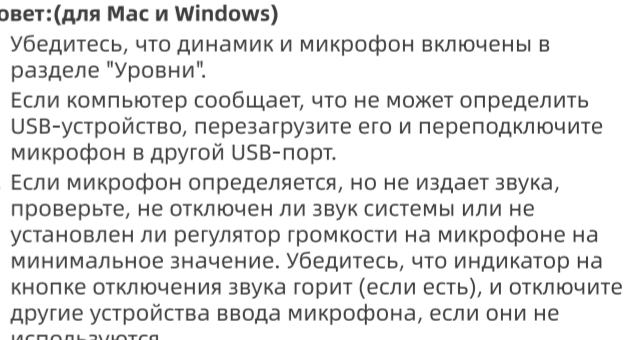 овет:(для Mac и Windows)
Убедитесь, что динамик и микрофон включены в
разделе "Уровни".
Если компьютер сообщает, что не может определить
USB-устройство, перезагрузите его и переподключите
микрофон в другой USB-порт.
Если микрофон определяется, но не издает звука,
проверьте, не отключен ли звук системы или не
установлен ли регулятор громкости на микрофоне на
минимальное значение. Убедитесь, что индикатор на
кнопке отключения звука горит (если есть), и отключите
другие устройства ввода микрофона, если они не
используются